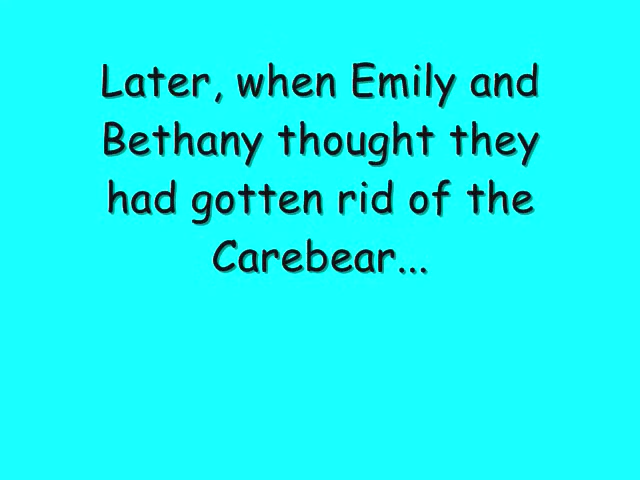 Later, when Emily and
Bethany thought they
had gotten rid of the
Carebear...